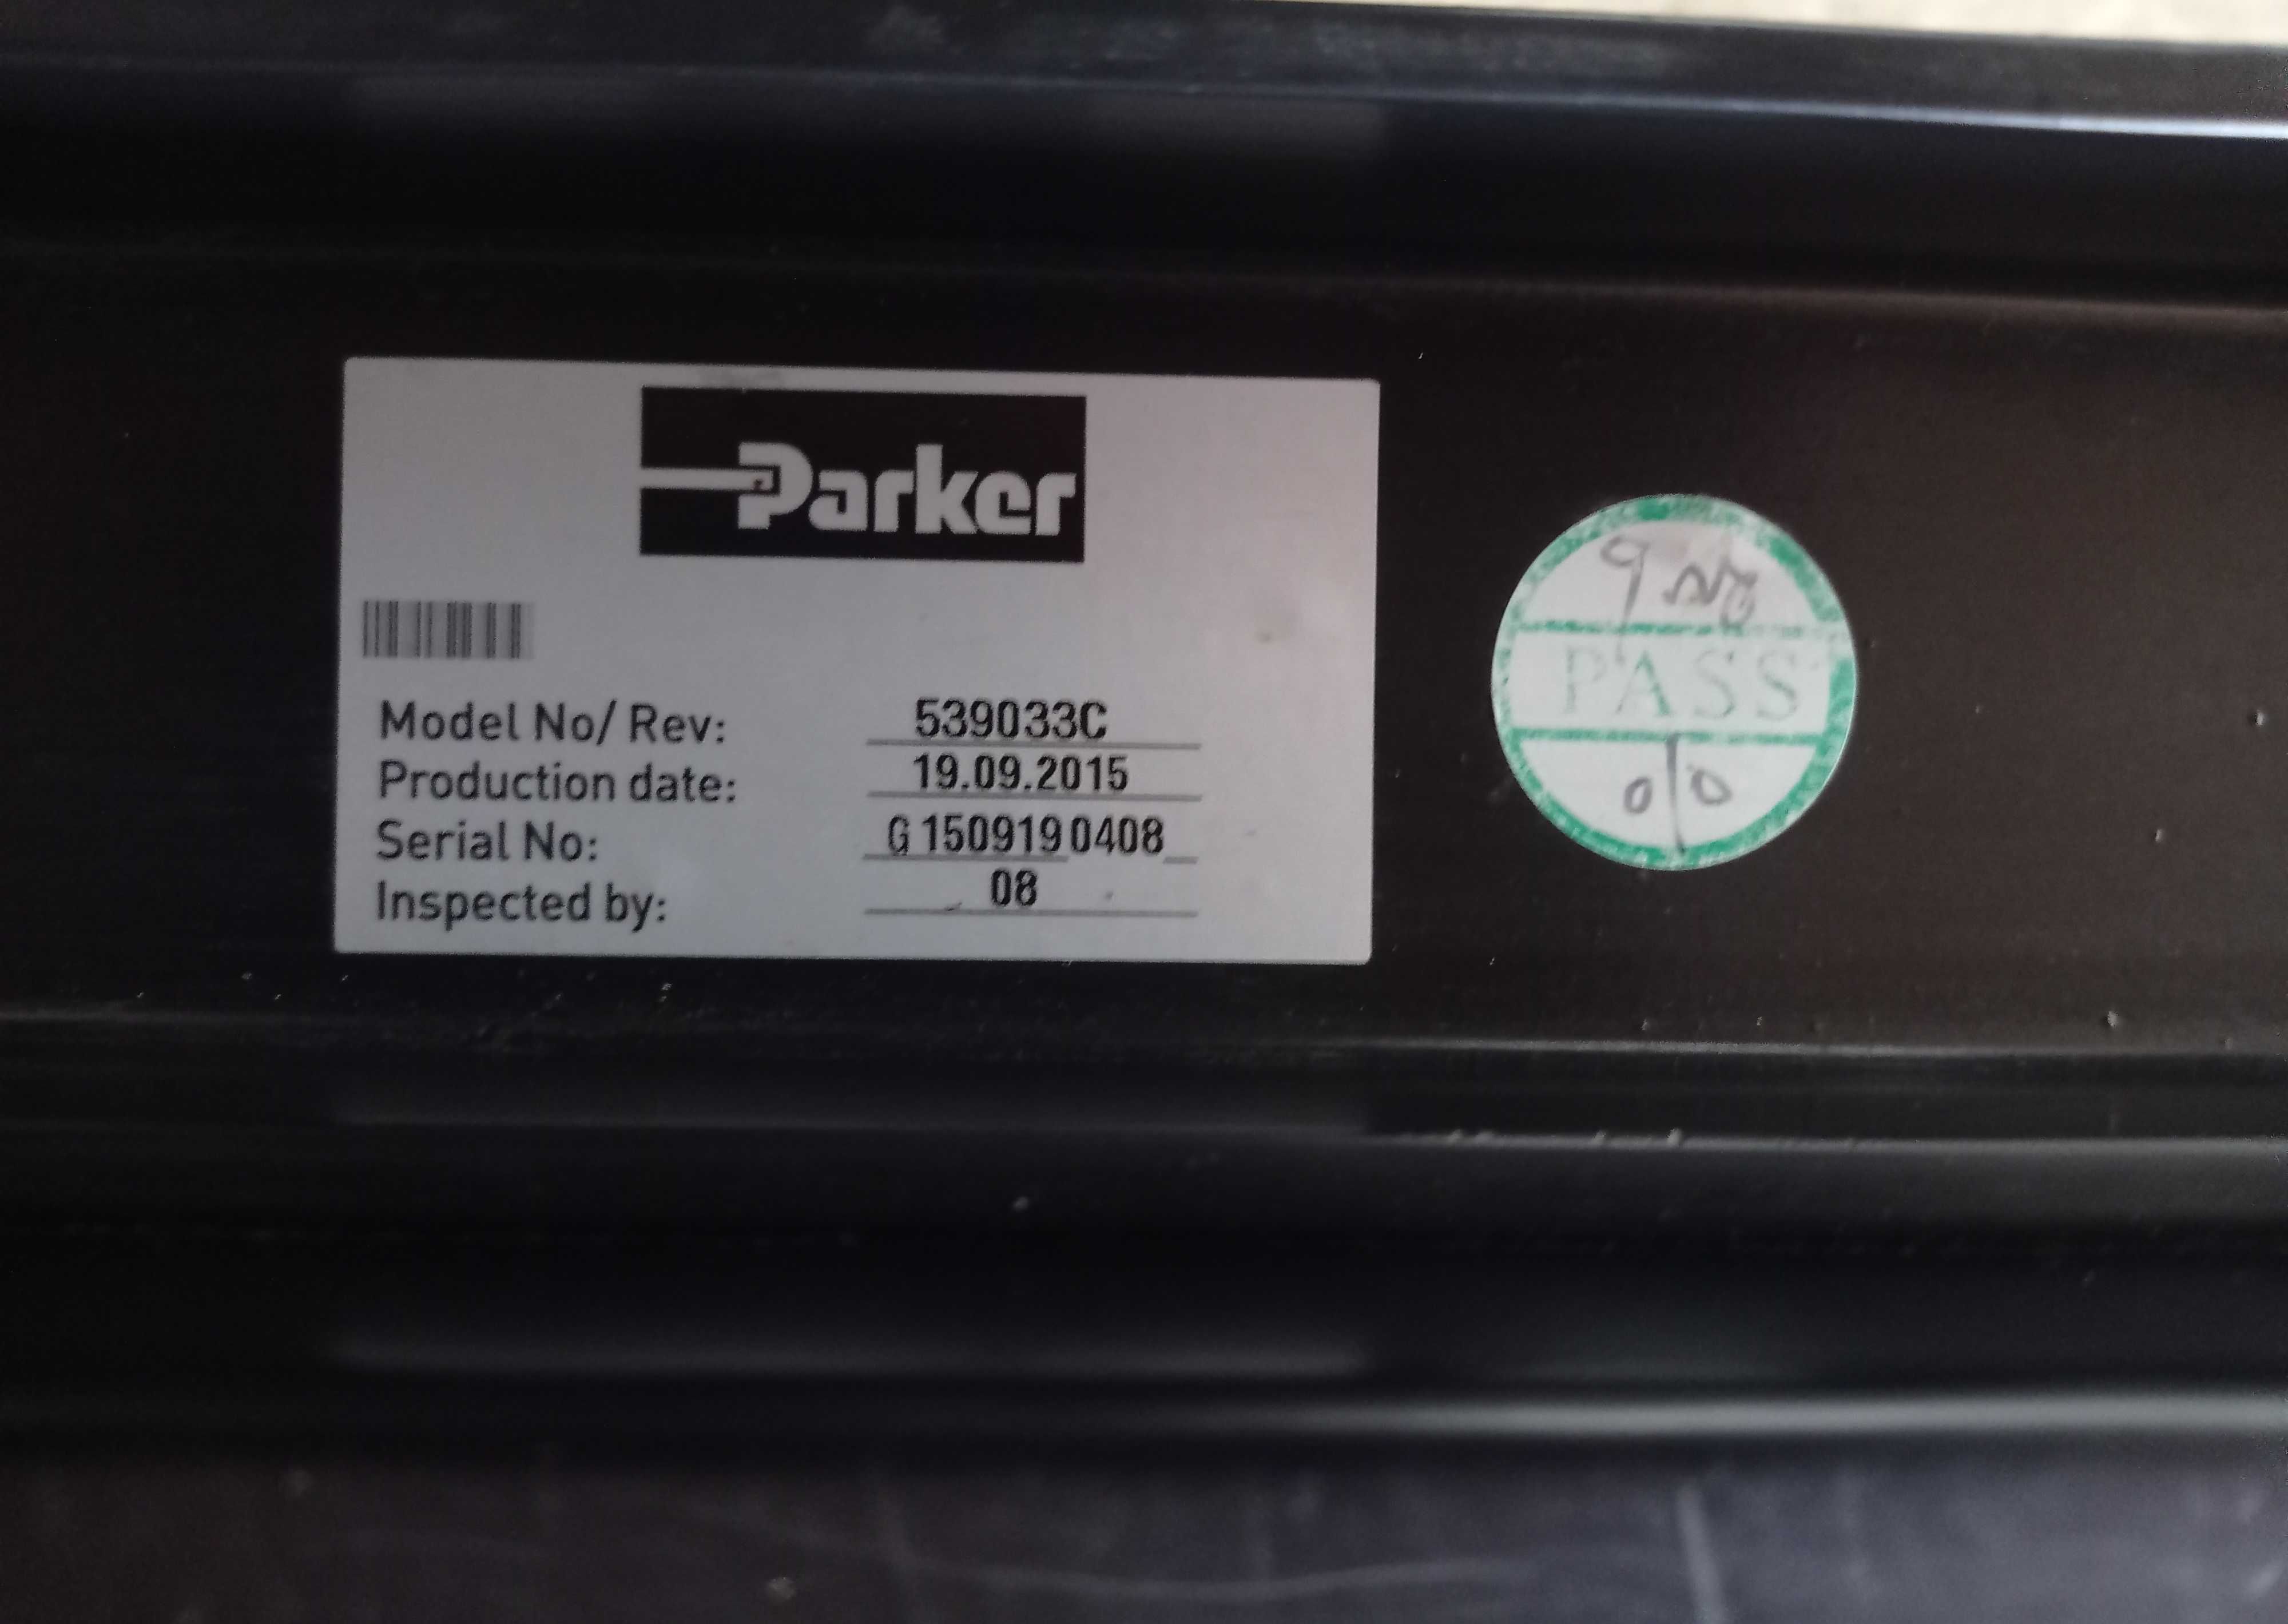 Parker
Model No/ Rev: 539033C
Production date: 19.09.2015
Serial No: G 150919 0408
Inspected by: 08
PASS